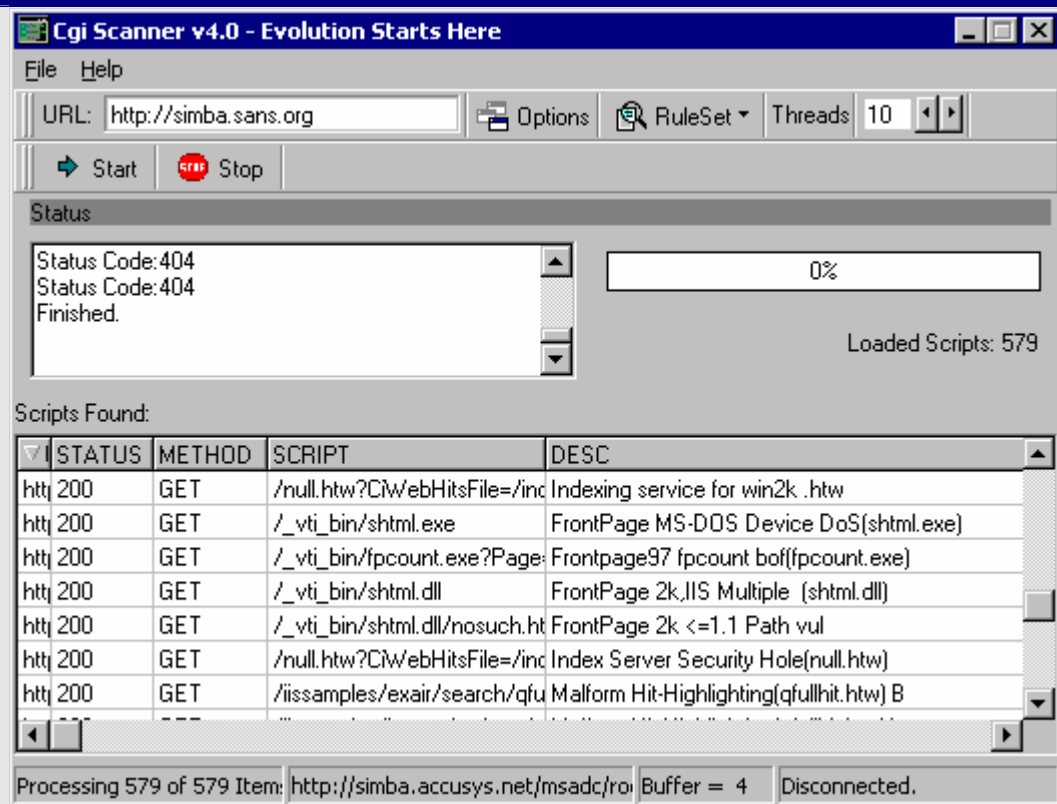 Cgi Scanner v4.0 - Evolution Starts Here
File Help
URL: http://simba.sans.org Options RuleSet Threads 10
Start STOP Stop
Status
Status Code:404
Status Code:404
Finished.
0%
Loaded Scripts: 579
Scripts Found:
STATUS METHOD SCRIPT DESC
200 GET /null.htw?CiWebHitsFile=/ind Indexing service for win2k .htw
200 GET /_vti_bin/shtml.exe FrontPage MS-DOS Device DoS(shtml.exe)
200 GET /_vti_bin/fpcount.exe?Page= Frontpage97 fpcount bof(fpcount.exe)
200 GET /_vti_bin/shtml.dll FrontPage 2k,IIS Multiple (shtml.dll)
200 GET /_vti_bin/shtml.dll/nosuch.ht FrontPage 2k <=1.1 Path vul
200 GET /null.htw?CiWebHitsFile=/ind Index Server Security Hole(null.htw)
200 GET /iissamples/exair/search/qfu Malform Hit-Highlighting(qfullhit.htw) B
Processing 579 of 579 Item http://simba.accusys.net/msadc/ro Buffer = 4 Disconnected.